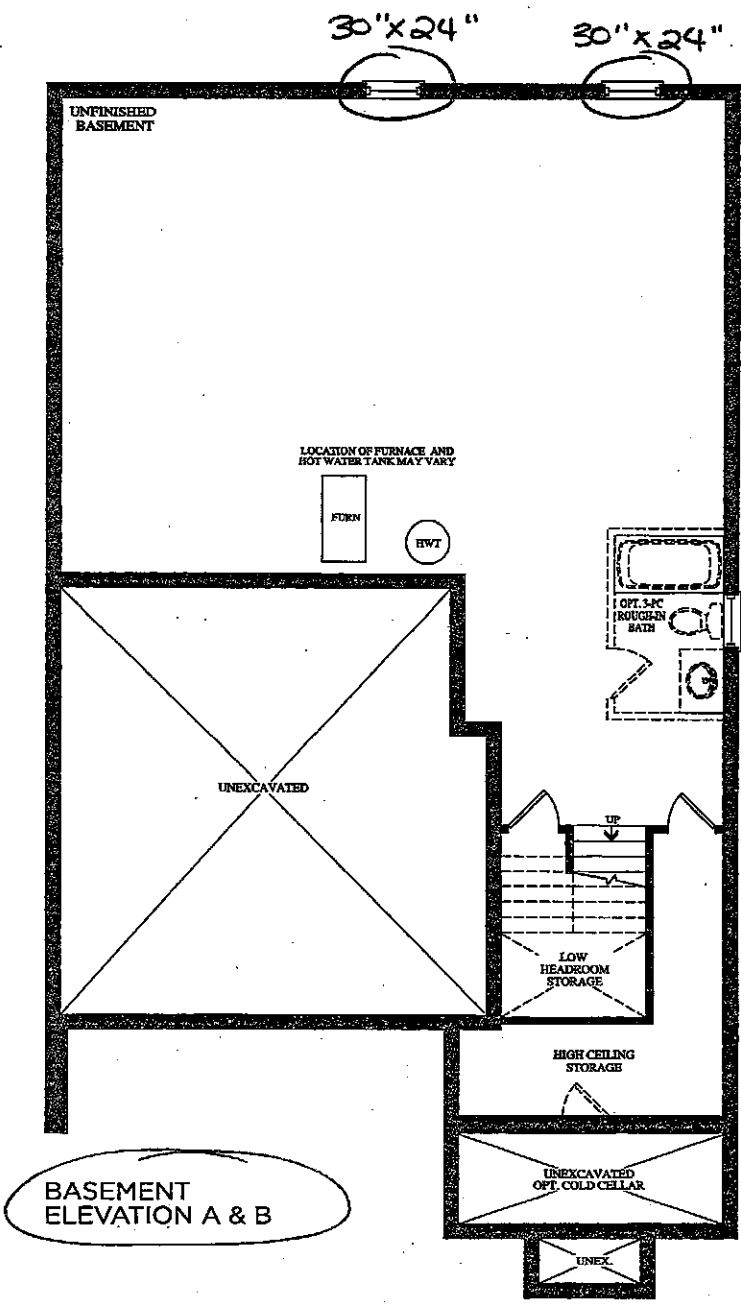 30"x24"
30"x24"
UNFINISHED
BASEMENT
LOCATION OF FURNACE AND
HOT WATER TANK MAY VARY
FURN
HWT
OPT. 3-PC
ROUGH-IN
BATH
UNEXCAVATED
UP
LOW
HEADROOM
STORAGE
HIGH CEILING
STORAGE
UNEXCAVATED
OPT. COLD CELLAR
UNEX.
BASEMENT
ELEVATION A & B